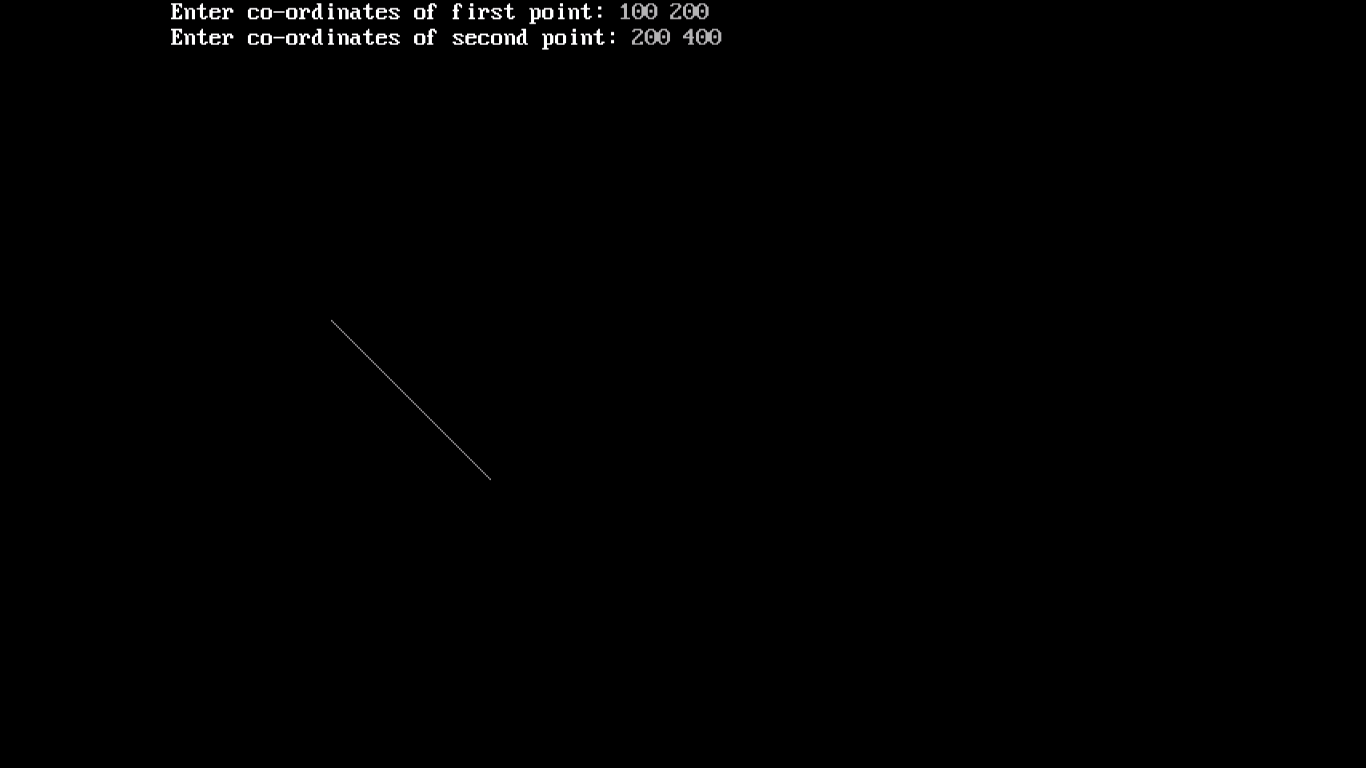 Enter co-ordinates of first point: 100 200
Enter co-ordinates of second point: 200 400